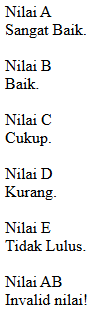 Nilai A
Sangat Baik.
Nilai B
Baik.
Nilai C
Cukup.
Nilai D
Kurang.
Nilai E
Tidak Lulus.
Nilai AB
Invalid nilai!